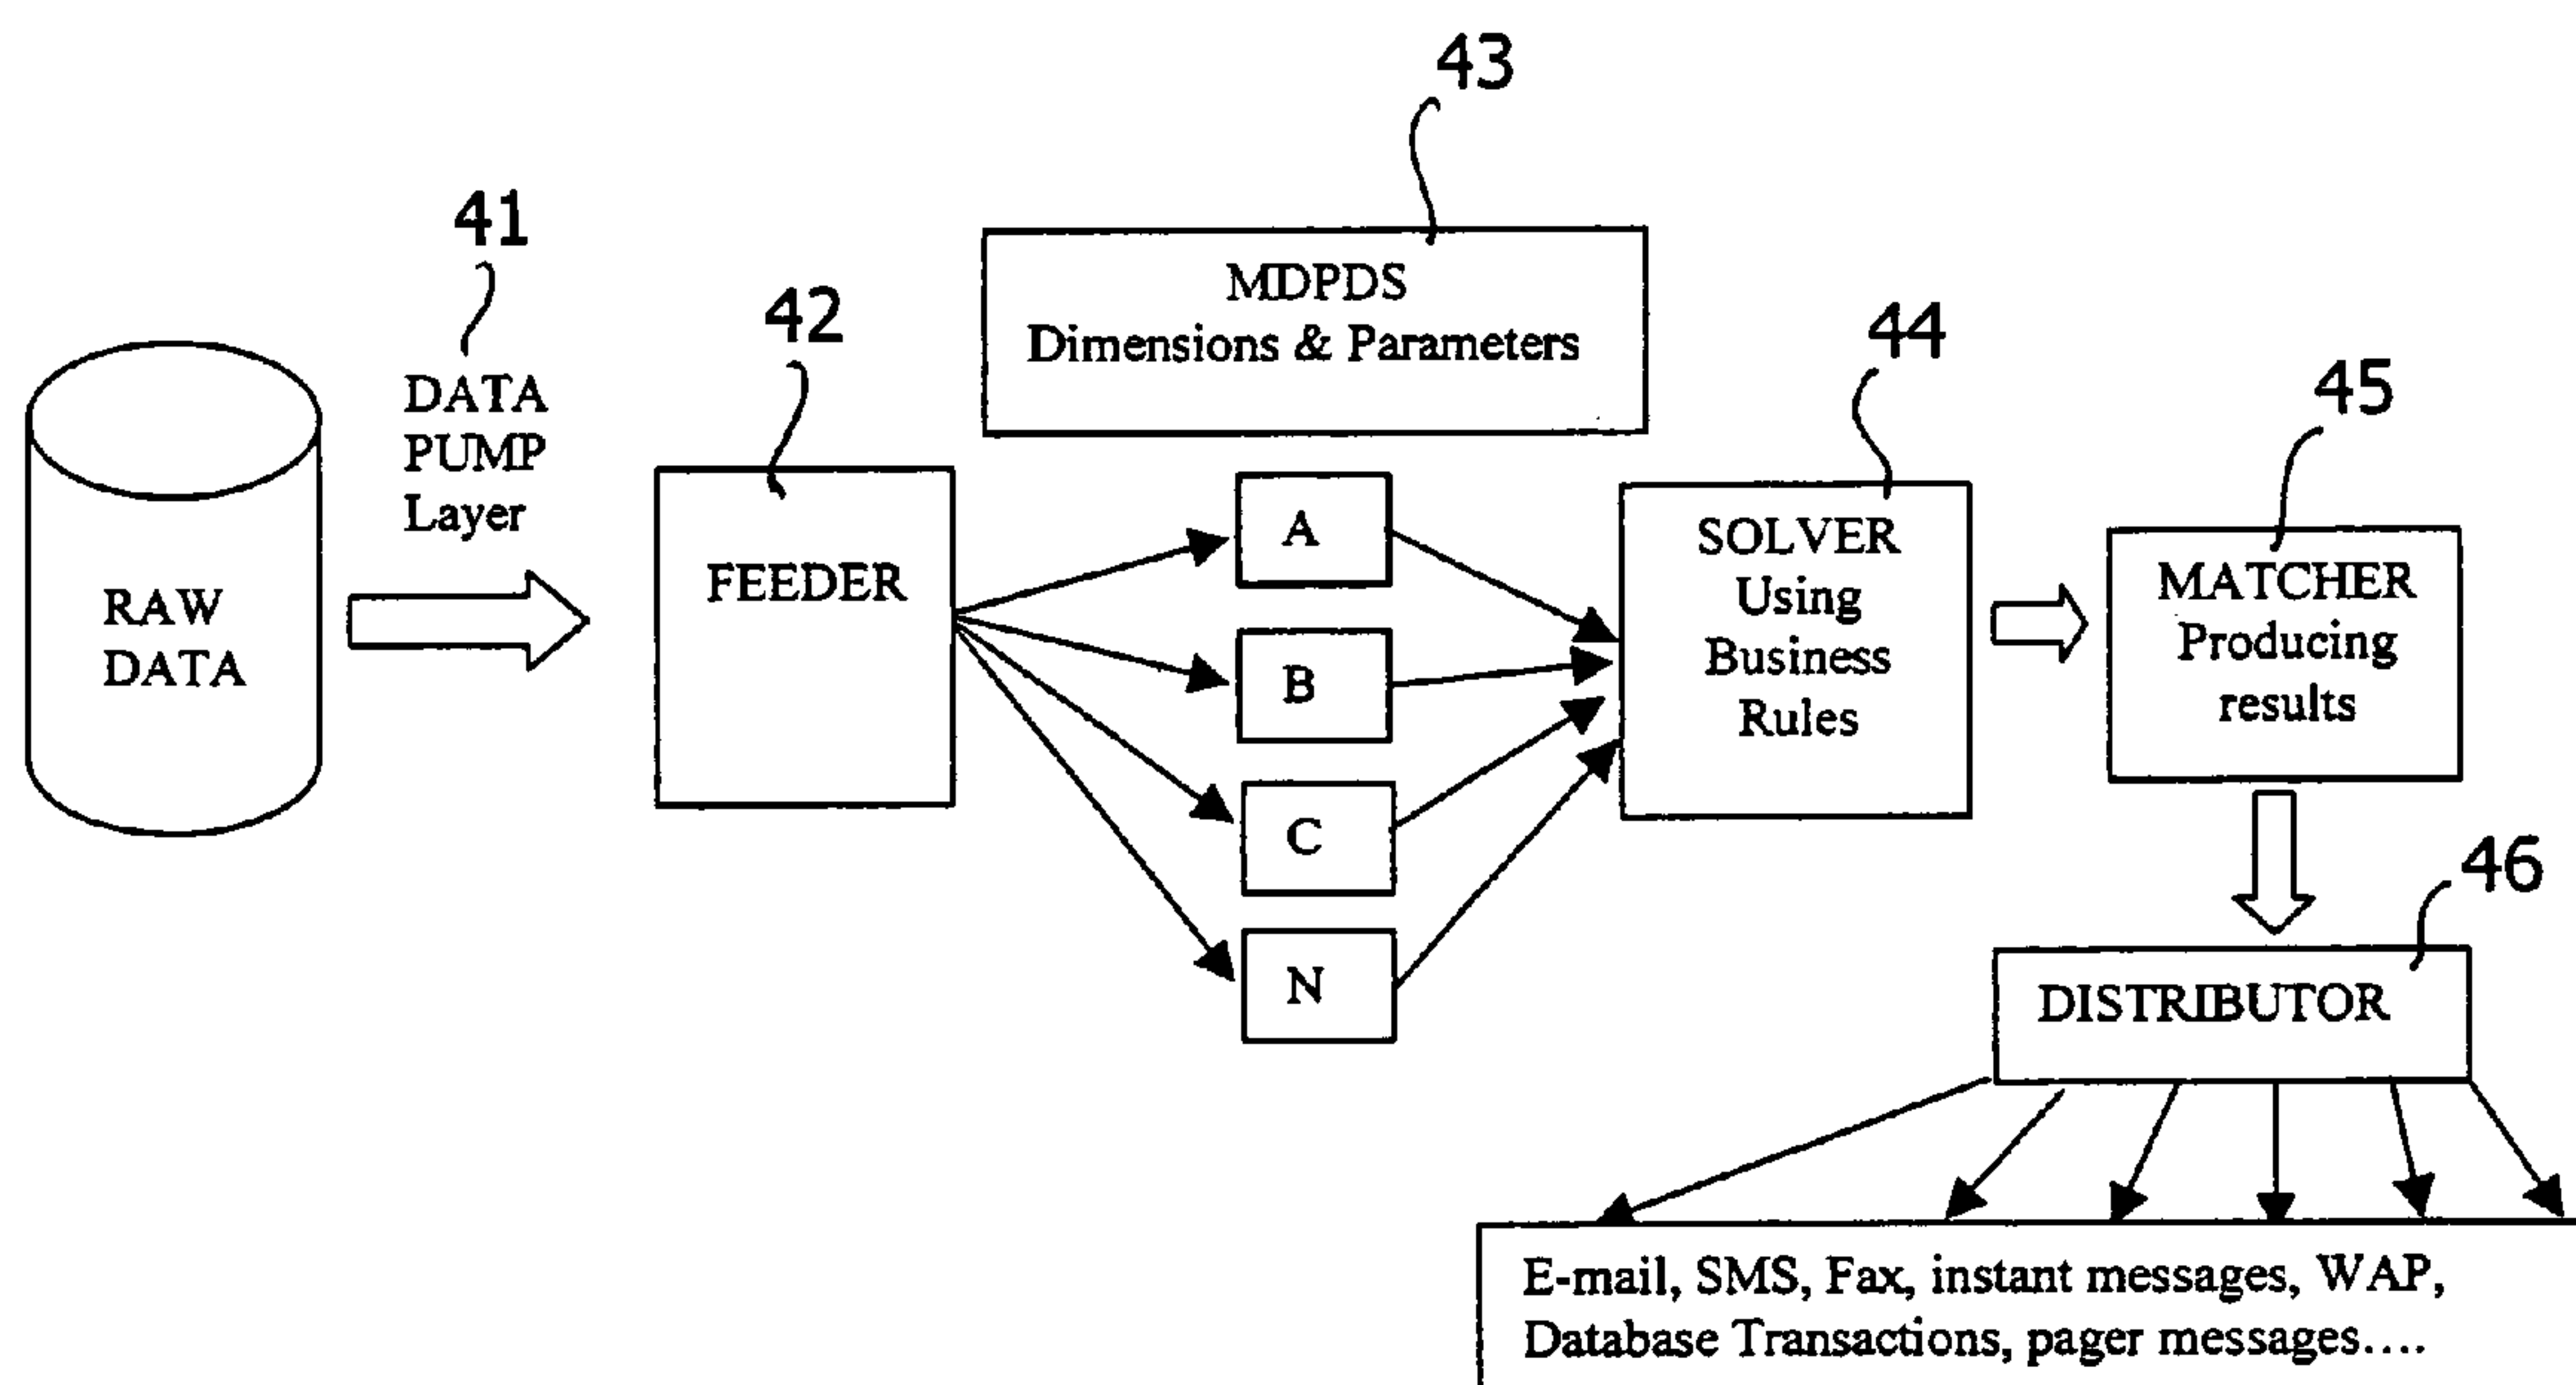 43
41
MDPDS
Dimensions & Parameters
42
44
45
DATA
PUMP
Layer
RAW
DATA
FEEDER
A
B
C
N
SOLVER
Using
Business
Rules
MATCHER
Producing
results
46
DISTRIBUTOR
E-mail, SMS, Fax, instant messages, WAP,
Database Transactions, pager messages....